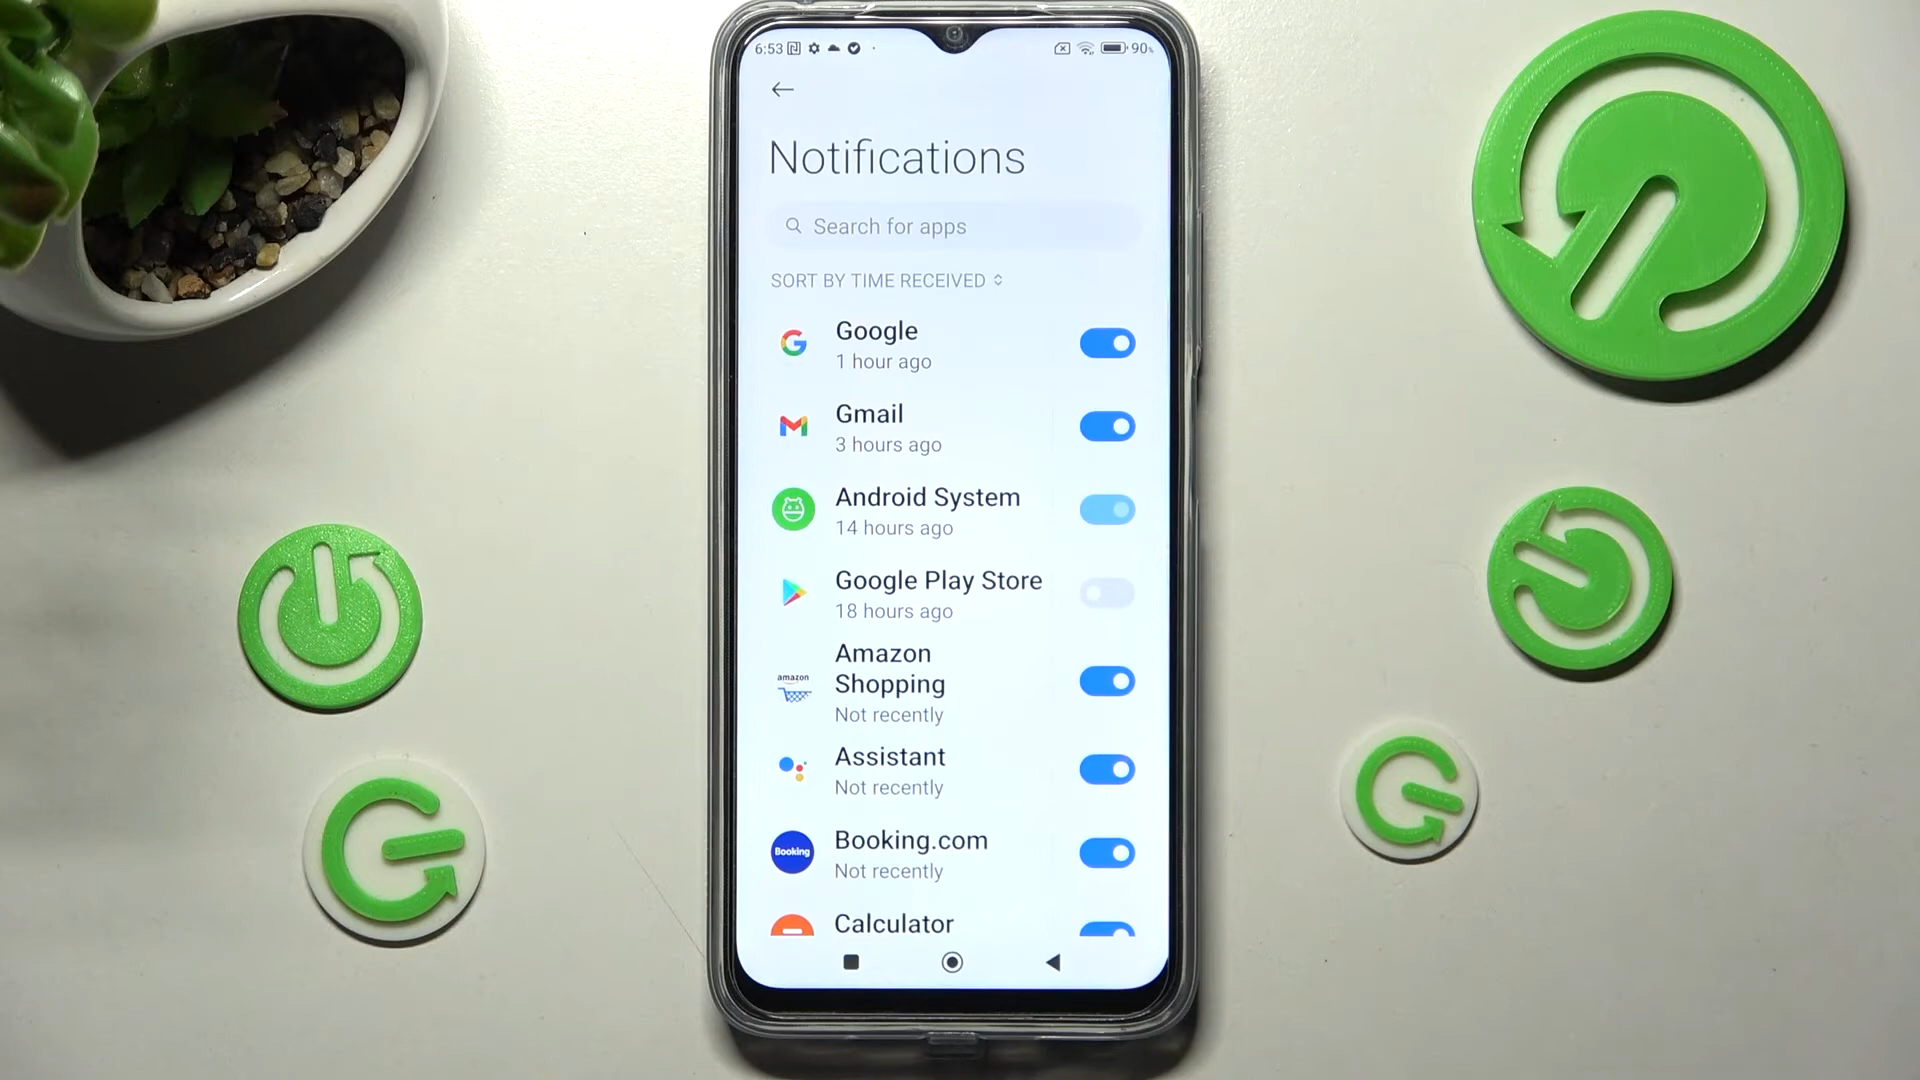 6:53
90%
Notifications
Search for apps
SORT BY TIME RECEIVED
Google
1 hour ago
Gmail
3 hours ago
Android System
14 hours ago
Google Play Store
18 hours ago
Amazon
Shopping
amazon
Not recently
Assistant
Not recently
Booking.com
Booking
Not recently
Calculator